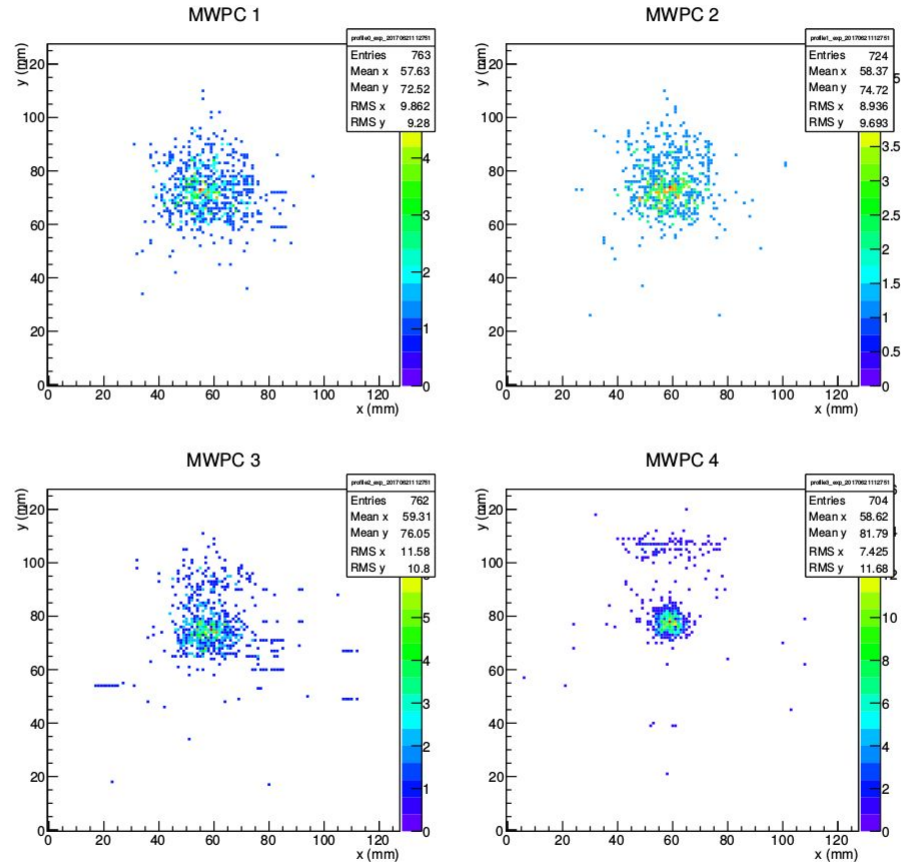 MWPC 1
y (mm)
120
100
80
60
40
20
0
profile0_exp_20170621112751
Entries 763
Mean x 57.63
Mean y 72.52
RMS x 9.862
RMS y 9.28
4
3
2
1
0
0 20 40 60 80 100 120
x (mm)
MWPC 2
y (mm)
120
100
80
60
40
20
0
profile1_exp_20170621112751
Entries 724
Mean x 58.37
Mean y 74.72
RMS x 8.936
RMS y 9.693
3.5
3
2.5
2
1.5
1
0.5
0
0 20 40 60 80 100 120
x (mm)
MWPC 3
y (mm)
120
100
80
60
40
20
0
profile2_exp_20170621112751
Entries 762
Mean x 59.31
Mean y 76.05
RMS x 11.58
RMS y 10.8
5
4
3
2
1
0
0 20 40 60 80 100 120
x (mm)
MWPC 4
y (mm)
120
100
80
60
40
20
0
profile3_exp_20170621112751
Entries 704
Mean x 58.62
Mean y 81.79
RMS x 7.425
RMS y 11.68
12
10
8
6
4
2
0
0 20 40 60 80 100 120
x (mm)